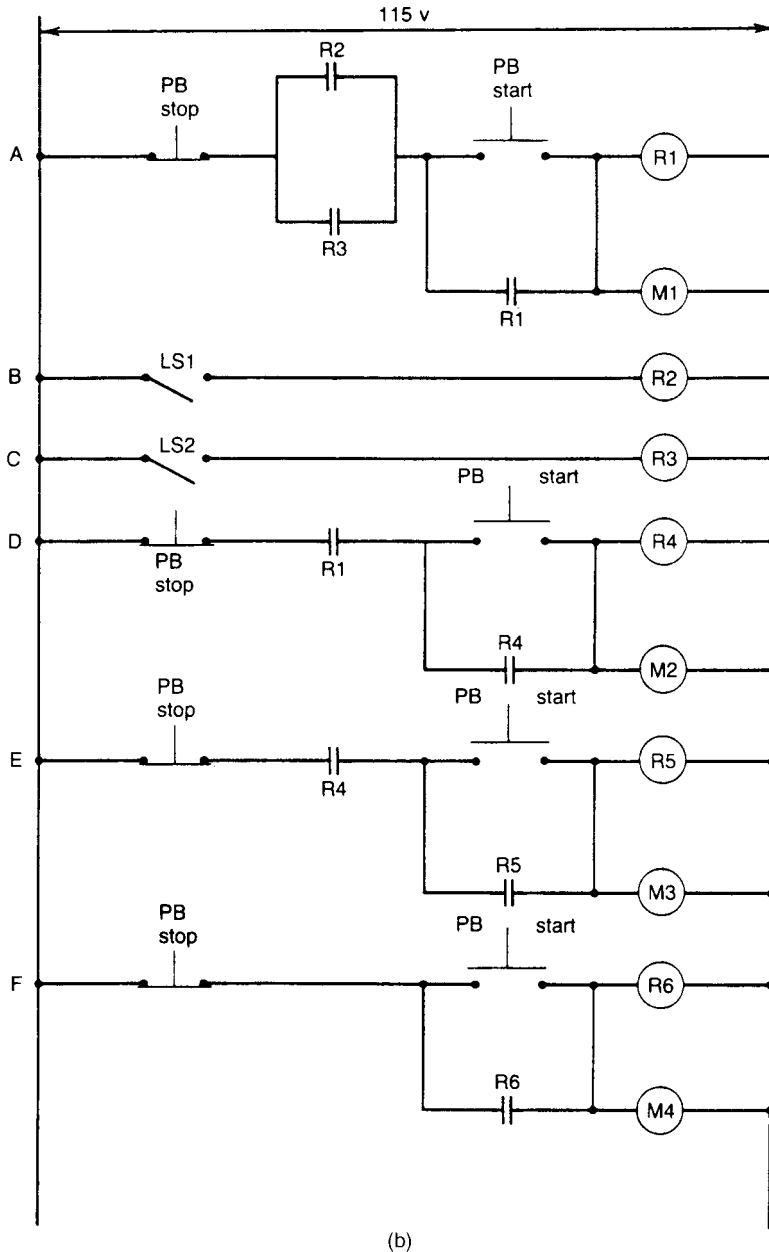 115 v
R2
PB
stop
PB
start
A
R1
R3
R1
M1
B
LS1
R2
C
LS2
R3
PB start
D
PB
stop
R1
R4
R4
M2
PB
stop
PB start
E
R4
R5
R5
M3
PB
stop
PB start
F
R6
R6
M4
(b)